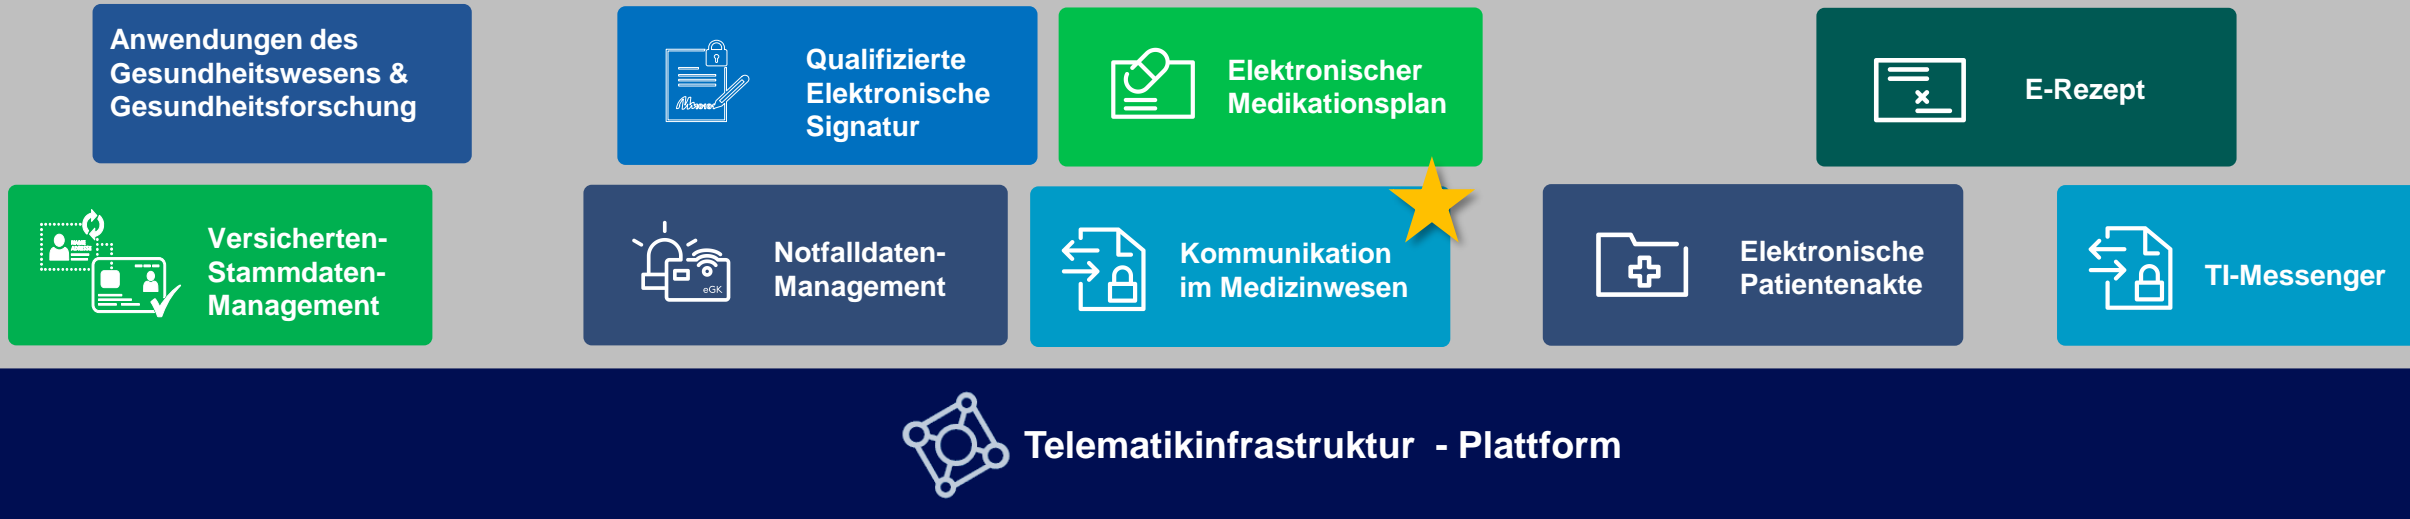 Anwendungen des
Gesundheitswesens &
Gesundheitsforschung
Qualifizierte
Elektronische
Signatur
Elektronischer
Medikationsplan
E-Rezept
Versicherten-
Stammdaten-
Management
Notfalldaten-
Management
eGK
Kommunikation
im Medizinwesen
Elektronische
Patientenakte
TI-Messenger
Telematikinfrastruktur - Plattform